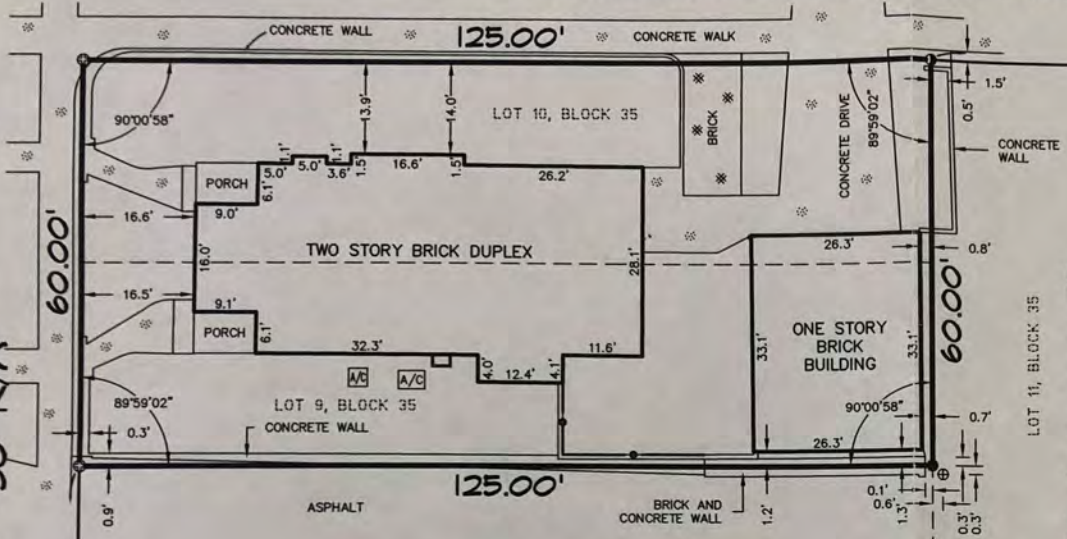 CONCRETE WALL
125.00'
CONCRETE WALK
1.5'
0.5'
90°00'58"
13.9'
14.0'
LOT 10, BLOCK 35
BRICK
CONCRETE DRIVE
89°59'02"
CONCRETE
WALL
1.1'
5.0'
5.0'
1.1'
3.6'
1.5'
16.6'
1.5'
26.2'
PORCH
6.1'
9.0'
16.6'
16.0'
TWO STORY BRICK DUPLEX
28.1'
26.3'
0.8'
60.00'
60.00'
16.5'
9.1'
PORCH
6.1'
32.3'
4.0'
12.4'
4.1'
11.6'
33.1'
ONE STORY
BRICK
BUILDING
33.1'
LOT 11, BLOCK 35
A/C
A/C
89°59'02"
LOT 9, BLOCK 35
90°00'58"
0.3'
CONCRETE WALL
26.3'
0.7'
125.00'
0.9'
ASPHALT
BRICK AND
CONCRETE WALL
1.2'
1.3'
0.1'
0.6'
0.3'
0.3'